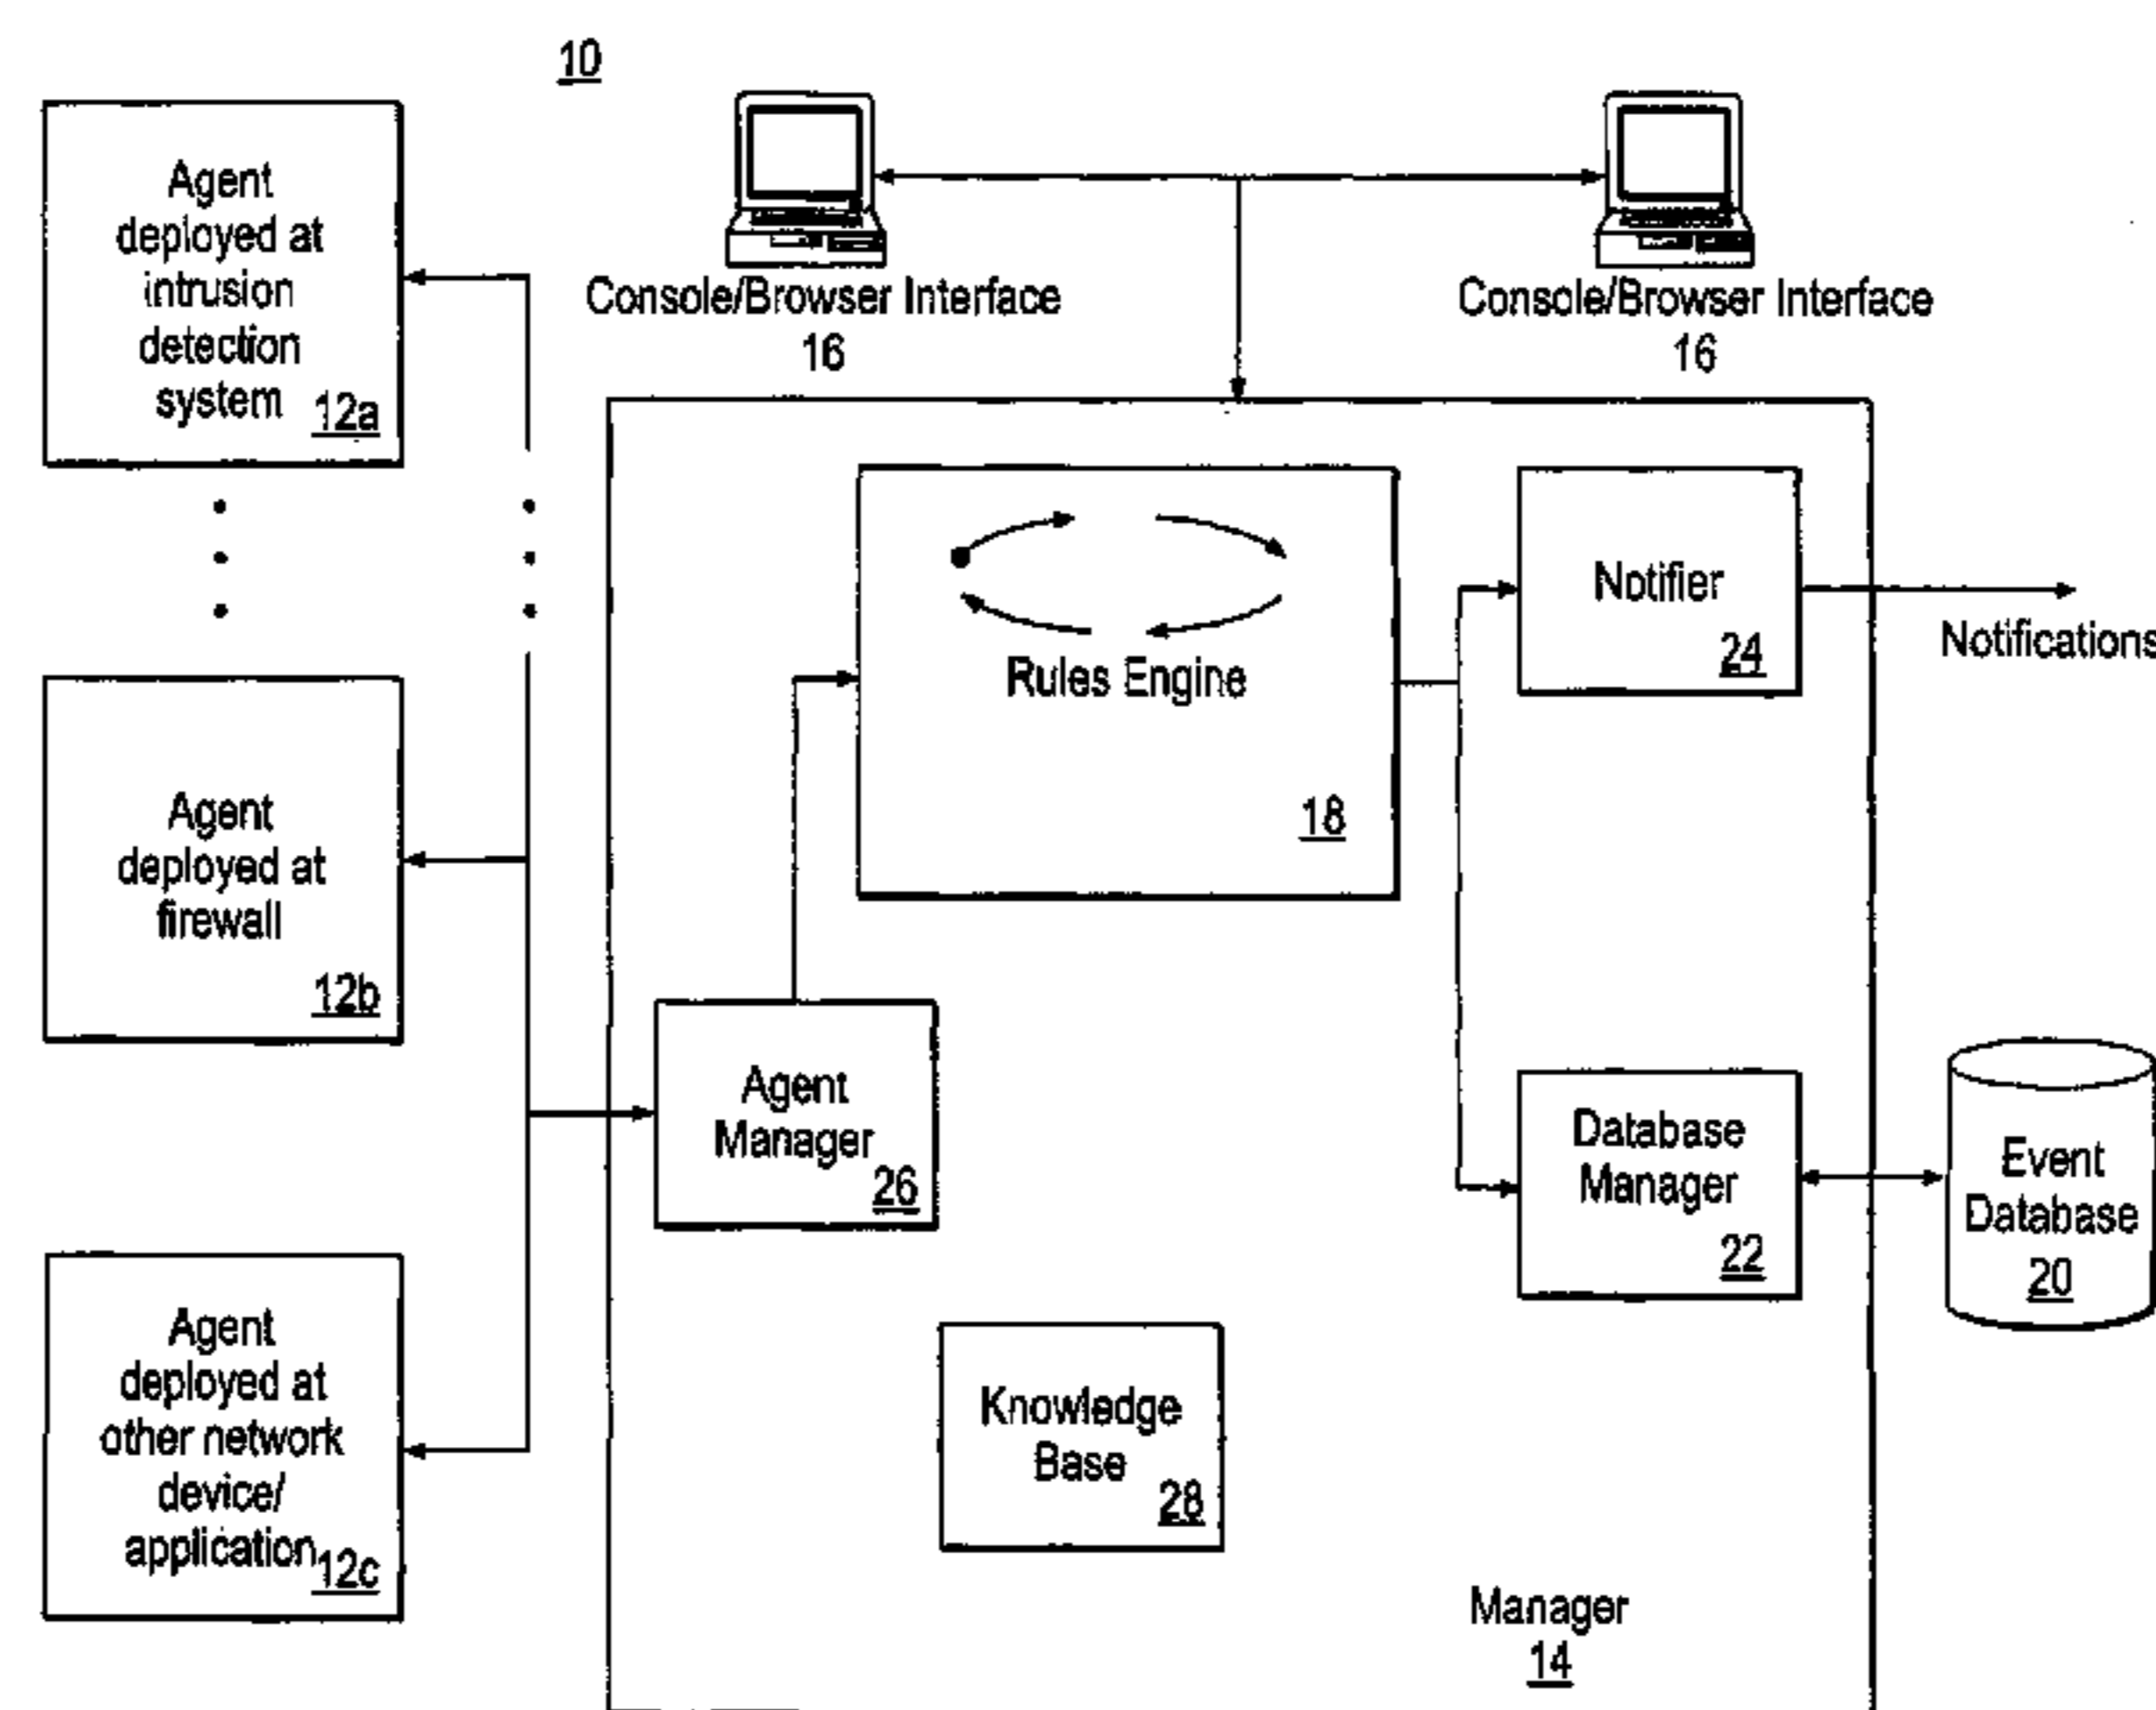 10
Agent
deployed at
intrusion
detection
system
12a
Console/Browser Interface
16
Console/Browser Interface
16
Rules Engine
18
Notifier
24
Notifications
Agent
deployed at
firewall
12b
Agent
Manager
26
Database
Manager
22
Event
Database
20
Agent
deployed at
other network
device/
application
12c
Knowledge
Base
28
Manager
14